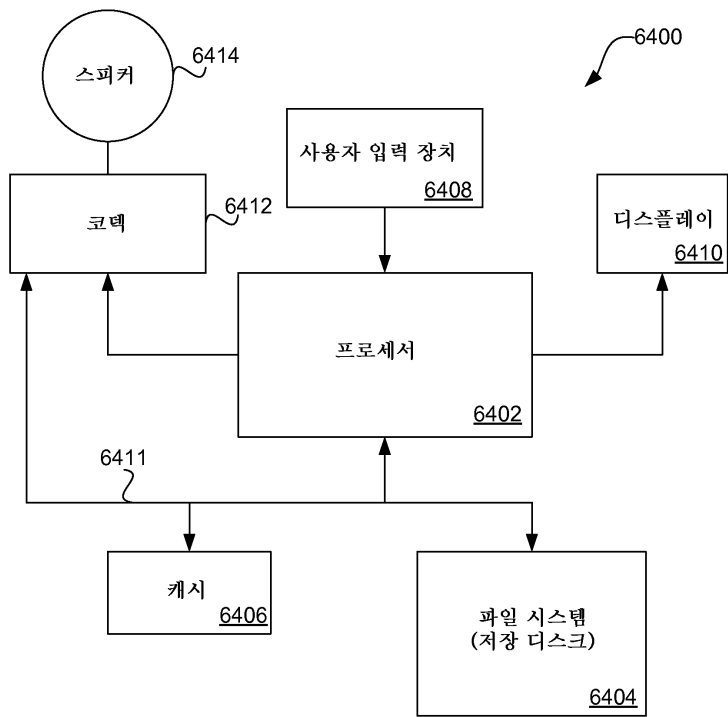 6400
스피커
6414
사용자 입력 장치
6408
코덱
6412
디스플레이
6410
프로세서
6402
6411
캐시
6406
파일 시스템
(저장 디스크)
6404